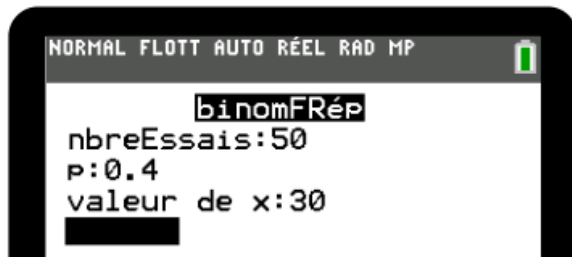 NORMAL FLOTT AUTO RÉEL RAD MP
binomFRép
nbreEssais:50
p:0.4
valeur de x:30